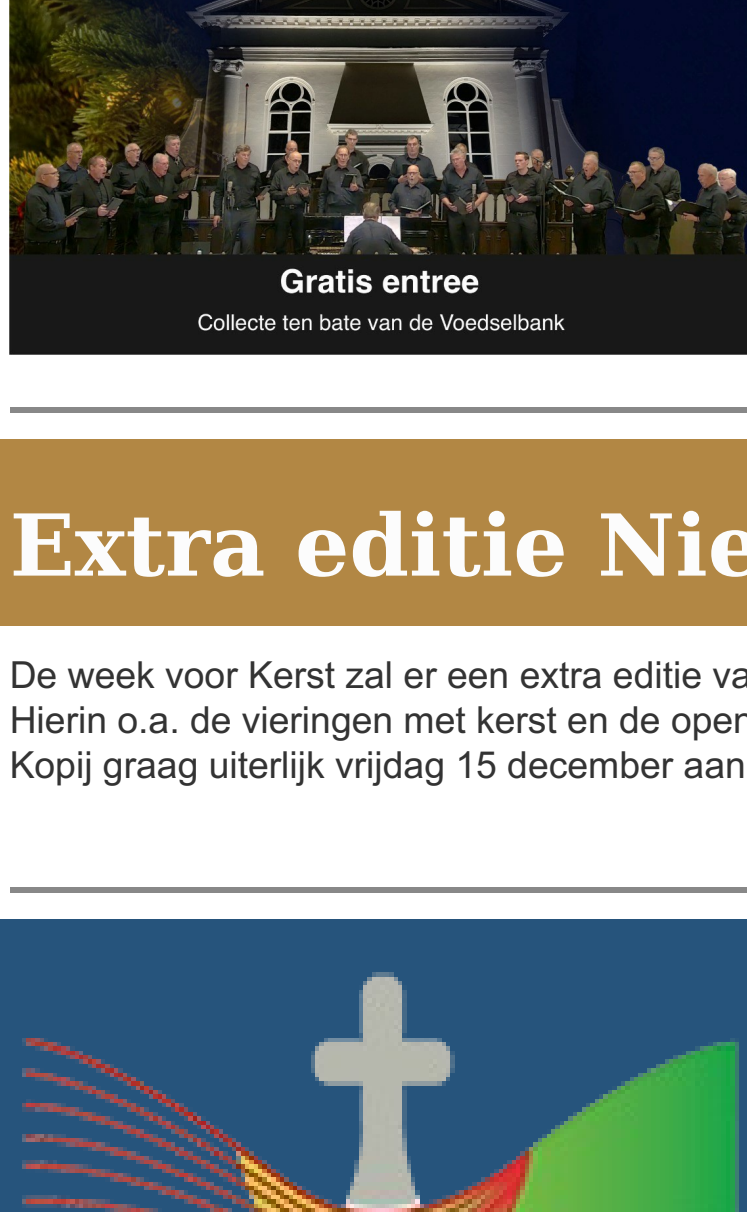 Gratis entree
Collecte ten bate van de Voedselbank
Extra editie Nie
De week voor Kerst zal er een extra editie va
Hierin o.a. de vieringen met kerst en de open
Kopij graag uiterlijk vrijdag 15 december aan